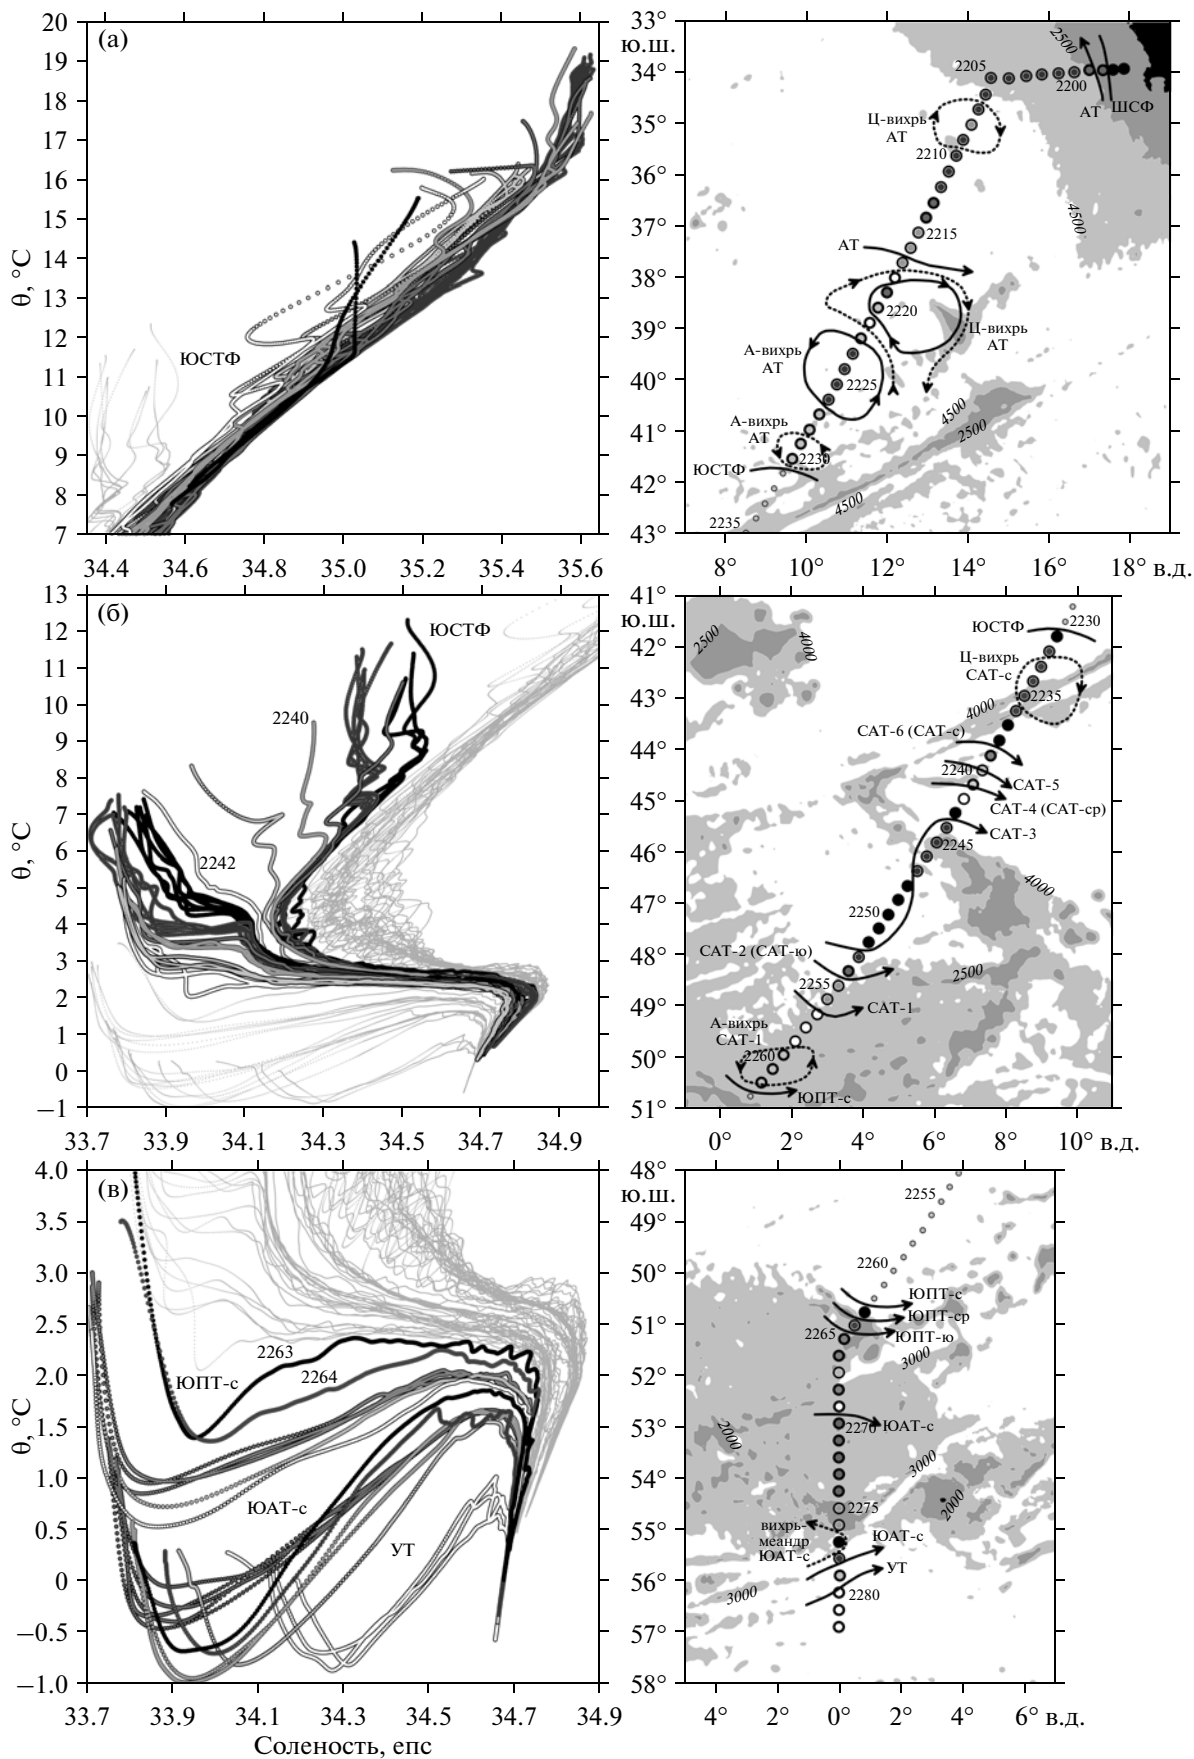 (а)
20
19
18
17
16
15
14
13
12
11
10
9
8
7
θ, °C
ЮСТФ
34.4
34.6
34.8
35.0
35.2
35.4
35.6
33°
ю.ш.
34°
35°
36°
37°
38°
39°
40°
41°
42°
43°
2500
2205
2200
АТ
ШСФ
Ц-вихрь
АТ
2210
4500
2215
АТ
2220
Ц-вихрь
АТ
А-вихрь
АТ
2225
4500
2500
А-вихрь
АТ
2230
ЮСТФ
4500
2235
8°
10°
12°
14°
16°
18° в.д.
(б)
13
12
11
10
9
8
7
6
5
4
3
2
1
0
−1
θ, °C
ЮСТФ
2240
2242
33.7
33.9
34.1
34.3
34.5
34.7
34.9
41°
ю.ш.
42°
43°
44°
45°
46°
47°
48°
49°
50°
51°
2500
4000
2230
ЮСТФ
Ц-вихрь
САТ-с
2235
4000
САТ-6 (САТ-с)
2240
САТ-5
САТ-4 (САТ-ср)
САТ-3
2245
4000
2250
САТ-2 (САТ-ю)
2500
2255
САТ-1
А-вихрь
САТ-1
2260
ЮПТ-с
0°
2°
4°
6°
8°
10° в.д.
(в)
4.0
3.5
3.0
2.5
2.0
1.5
1.0
0.5
0
−0.5
−1.0
θ, °C
2263
2264
ЮПТ-с
ЮАТ-с
УТ
33.7
33.9
34.1
34.3
34.5
34.7
34.9
Соленость, епс
48°
ю.ш.
49°
50°
51°
52°
53°
54°
55°
56°
57°
58°
2255
2260
ЮПТ-с
ЮПТ-ср
2265
ЮПТ-ю
3000
2000
2270
ЮАТ-с
3000
2000
2275
вихрь-
меандр
ЮАТ-с
ЮАТ-с
УТ
3000
2280
4°
2°
0°
2°
4°
6° в.д.